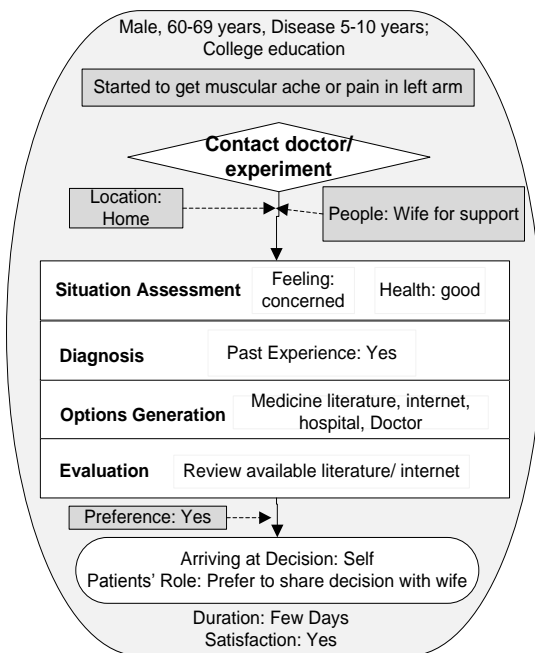 Male, 60-69 years, Disease 5-10 years;
College education
Started to get muscular ache or pain in left arm
Contact doctor/
experiment
Location:
Home
People: Wife for support
Situation Assessment
Feeling:
concerned
Health: good
Diagnosis
Past Experience: Yes
Options Generation
Medicine literature, internet,
hospital, Doctor
Evaluation
Review available literature/ internet
Preference: Yes
Arriving at Decision: Self
Patients’ Role: Prefer to share decision with wife
Duration: Few Days
Satisfaction: Yes